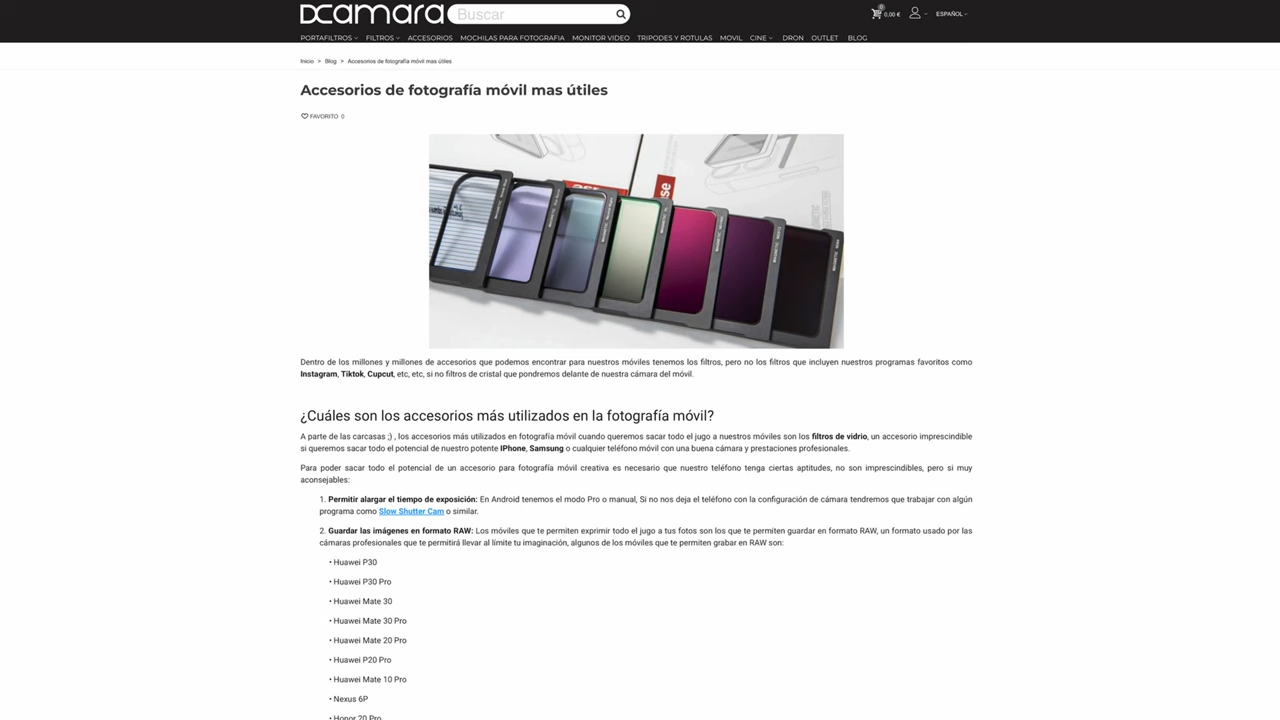 DCAMARA
Buscar
0
0,00 €
ESPAÑOL
PORTAFILTROS FILTROS ACCESORIOS MOCHILAS PARA FOTOGRAFIA MONITOR VIDEO TRIPODES Y ROTULAS MOVIL CINE DRON OUTLET BLOG
Inicio > Blog > Accesorios de fotografía móvil mas útiles
Accesorios de fotografía móvil mas útiles
FAVORITO 0
Dentro de los millones y millones de accesorios que podemos encontrar para nuestros móviles tenemos los filtros, pero no los filtros que incluyen nuestros programas favoritos como
Instagram, Tiktok, Cupcut, etc, etc, si no filtros de cristal que pondremos delante de nuestra cámara del móvil.
¿Cuáles son los accesorios más utilizados en la fotografía móvil?
A parte de las carcasas ;) , los accesorios más utilizados en fotografía móvil cuando queremos sacar todo el jugo a nuestros móviles son los filtros de vidrio, un accesorio imprescindible
si queremos sacar todo el potencial de nuestro potente IPhone, Samsung o cualquier teléfono móvil con una buena cámara y prestaciones profesionales.
Para poder sacar todo el potencial de un accesorio para fotografía móvil creativa es necesario que nuestro teléfono tenga ciertas aptitudes, no son imprescindibles, pero si muy
aconsejables:
1. Permitir alargar el tiempo de exposición: En Android tenemos el modo Pro o manual, Si no nos deja el teléfono con la configuración de cámara tendremos que trabajar con algún
programa como Slow Shutter Cam o similar.
2. Guardar las imágenes en formato RAW: Los móviles que te permiten exprimir todo el jugo a tus fotos son los que te permiten guardar en formato RAW, un formato usado por las
cámaras profesionales que te permitirá llevar al límite tu imaginación, algunos de los móviles que te permiten grabar en RAW son:
• Huawei P30
• Huawei P30 Pro
• Huawei Mate 30
• Huawei Mate 30 Pro
• Huawei Mate 20 Pro
• Huawei P20 Pro
• Huawei Mate 10 Pro
• Nexus 6P
• Honor 20 Pro